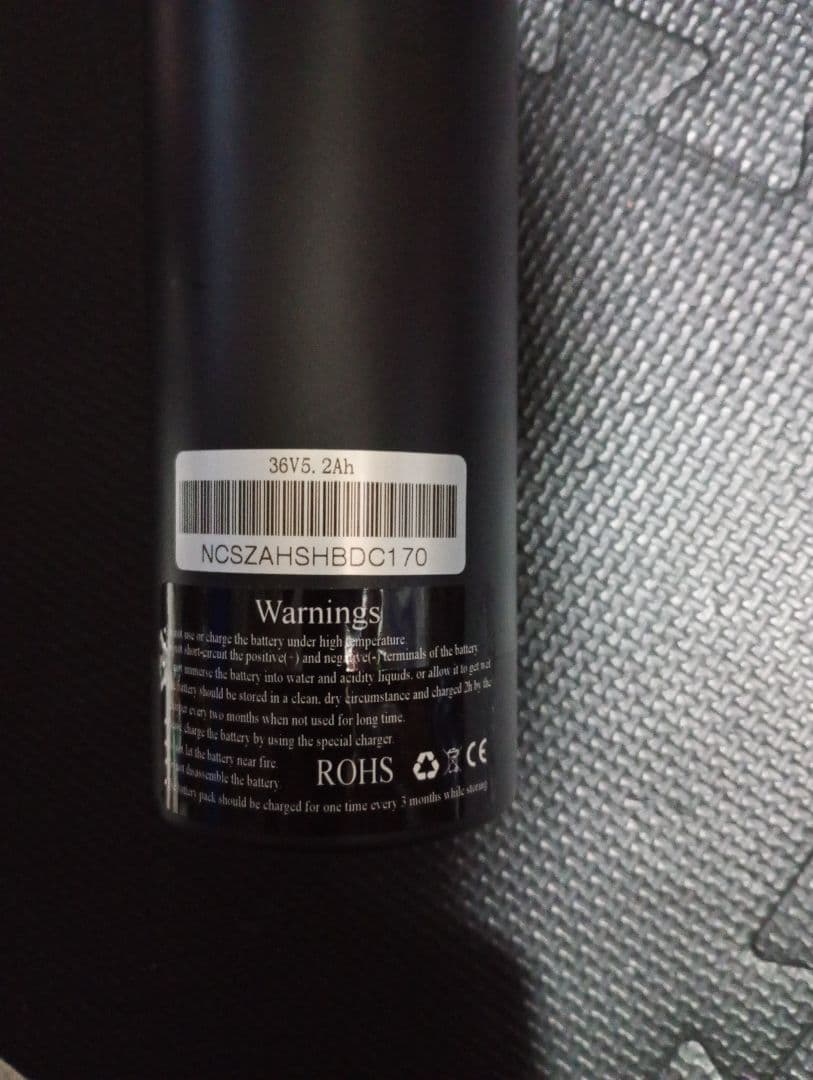 36V5. 2Ah
NCSZAHSHBDC170
Warnings
use or charge the battery under high temperature.
short-circuit the positive(+) and negative(-) terminals of the battery
immerse the battery into water and acidity liquids, or allow it to get wet
should be stored in a clean, dry circumstance and charged 2h by the
every two months when not used for long time.
charge the battery by using the special charger.
let the battery near fire.
disassemble the battery.
ROHS CE
pack should be charged for one time every 3 months while storing